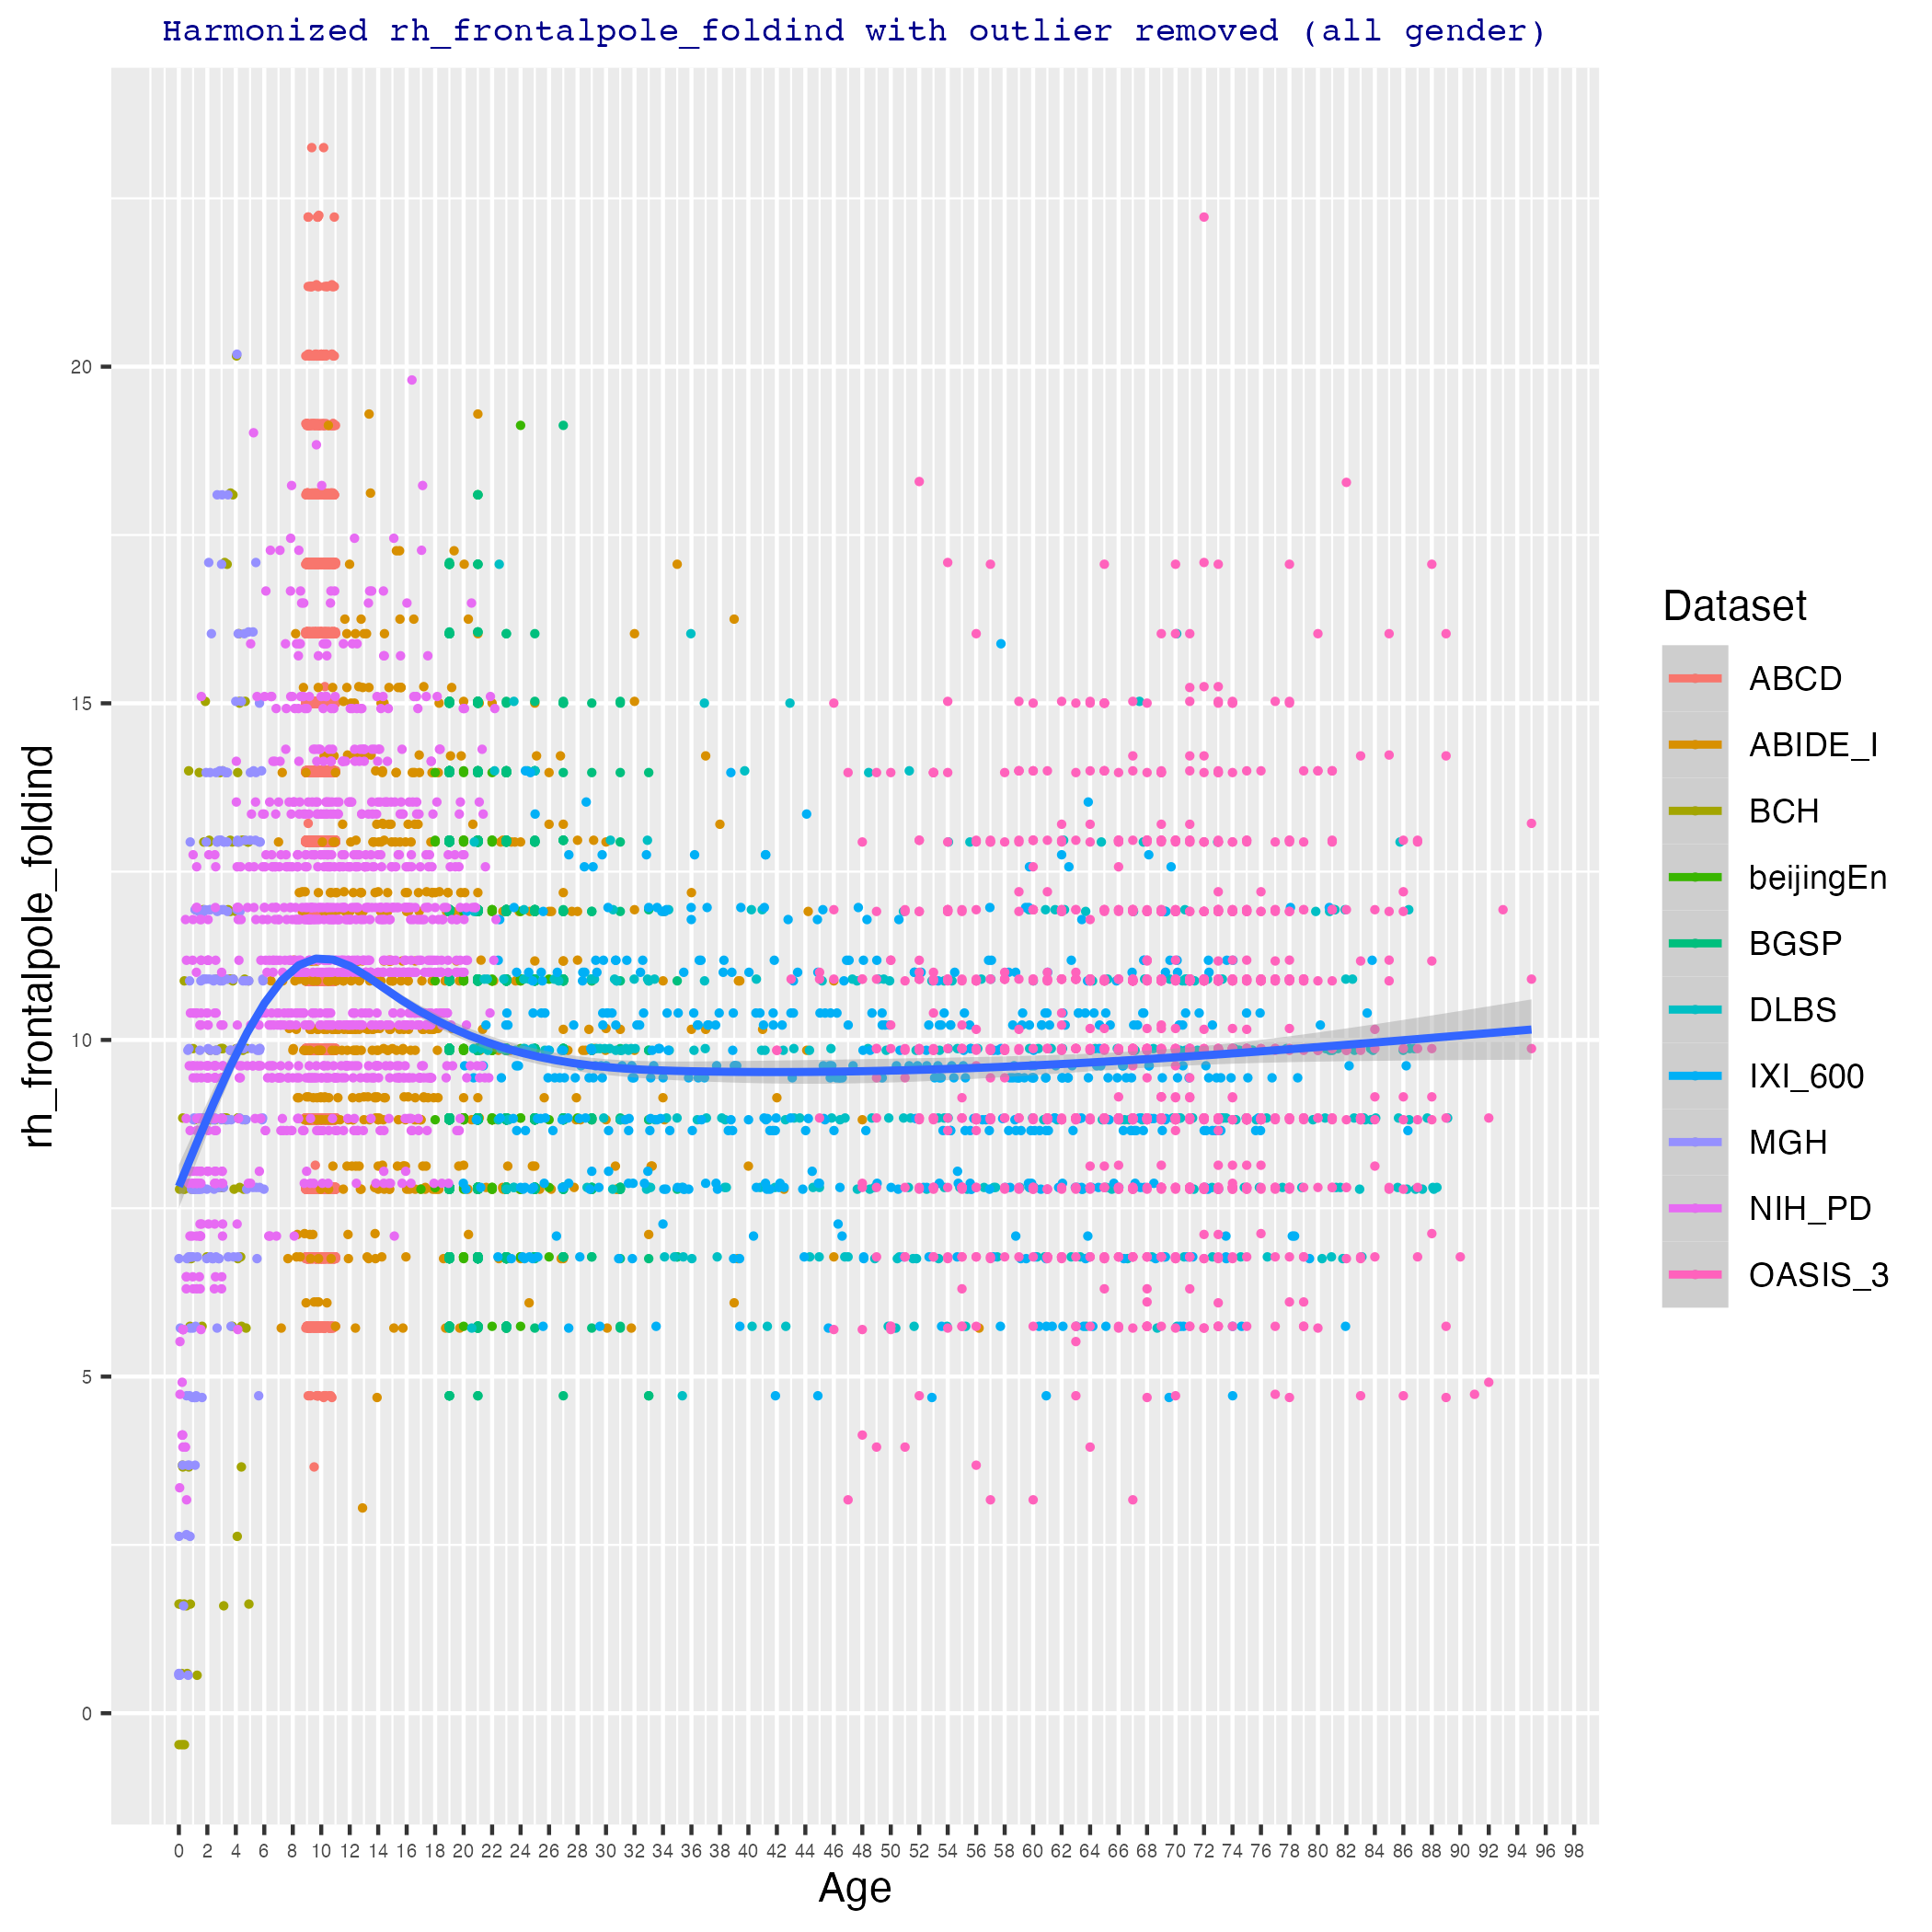 Harmonized rh_frontalpole_foldind with outlier removed (all gender)
rh_frontalpole_foldind
20
15
10
5
0
0 2 4 6 8 10 12 14 16 18 20 22 24 26 28 30 32 34 36 38 40 42 44 46 48 50 52 54 56 58 60 62 64 66 68 70 72 74 76 78 80 82 84 86 88 90 92 94 96 98
Age
Dataset
ABCD
ABIDE_I
BCH
beijingEn
BGSP
DLBS
IXI_600
MGH
NIH_PD
OASIS_3